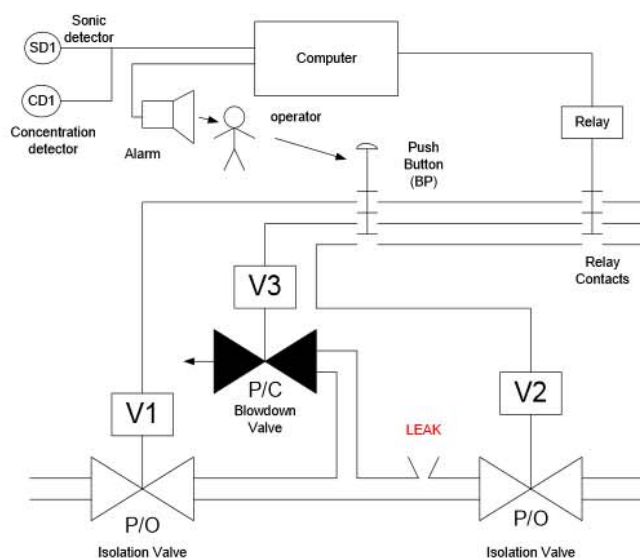 Sonic
detector
SD1
CD1
Concentration
detector
Computer
Alarm
operator
Push
Button
(BP)
Relay
Relay
Contacts
V3
P/C
Blowdown
Valve
V1
P/O
Isolation Valve
LEAK
V2
P/O
Isolation Valve